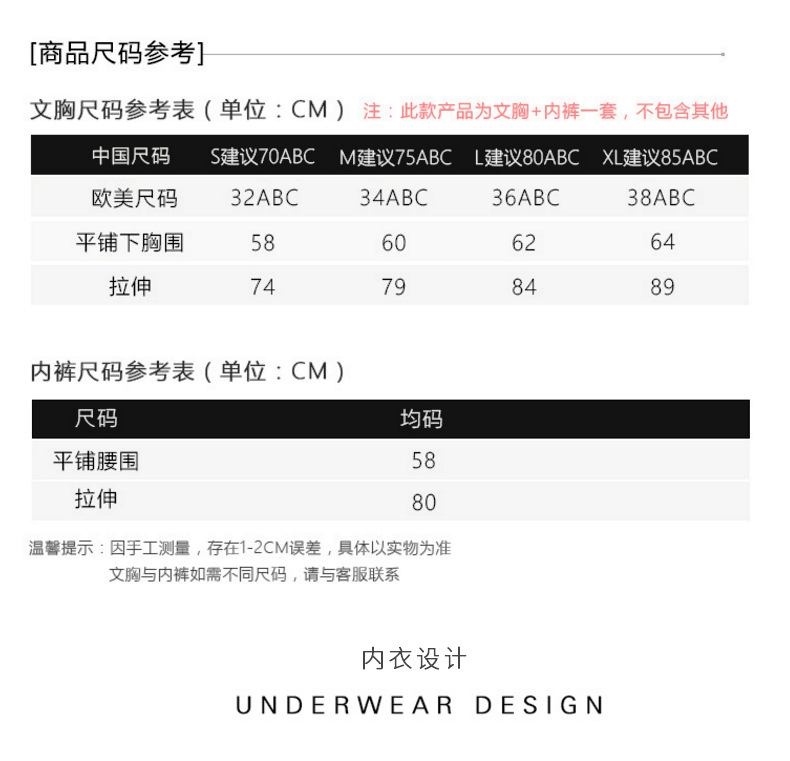 [商品尺码参考]
文胸尺码参考表(单位:CM) 注:此款产品为文胸+内裤一套,不包含其他
中国尺码 S建议70ABC M建议75ABC L建议80ABC XL建议85ABC
欧美尺码 32ABC 34ABC 36ABC 38ABC
平铺下胸围 58 60 62 64
拉伸 74 79 84 89
内裤尺码参考表(单位:CM)
尺码 均码
平铺腰围 58
拉伸 80
温馨提示:因手工测量,存在1-2CM误差,具体以实物为准
文胸与内裤如需不同尺码,请与客服联系
内衣设计
UNDERWEAR DESIGN